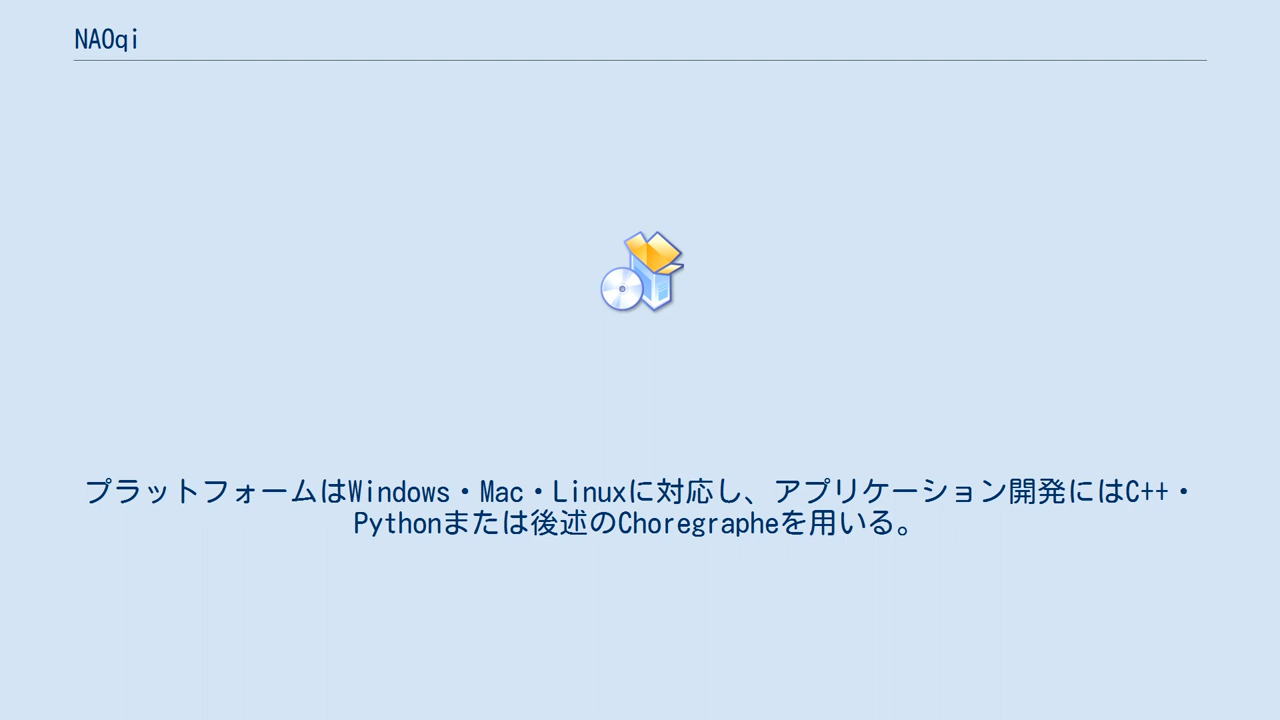 NAOqi
プラットフォームはWindows・Mac・Linuxに対応し、アプリケーション開発にはC++・
Pythonまたは後述のChoregrapheを用いる。